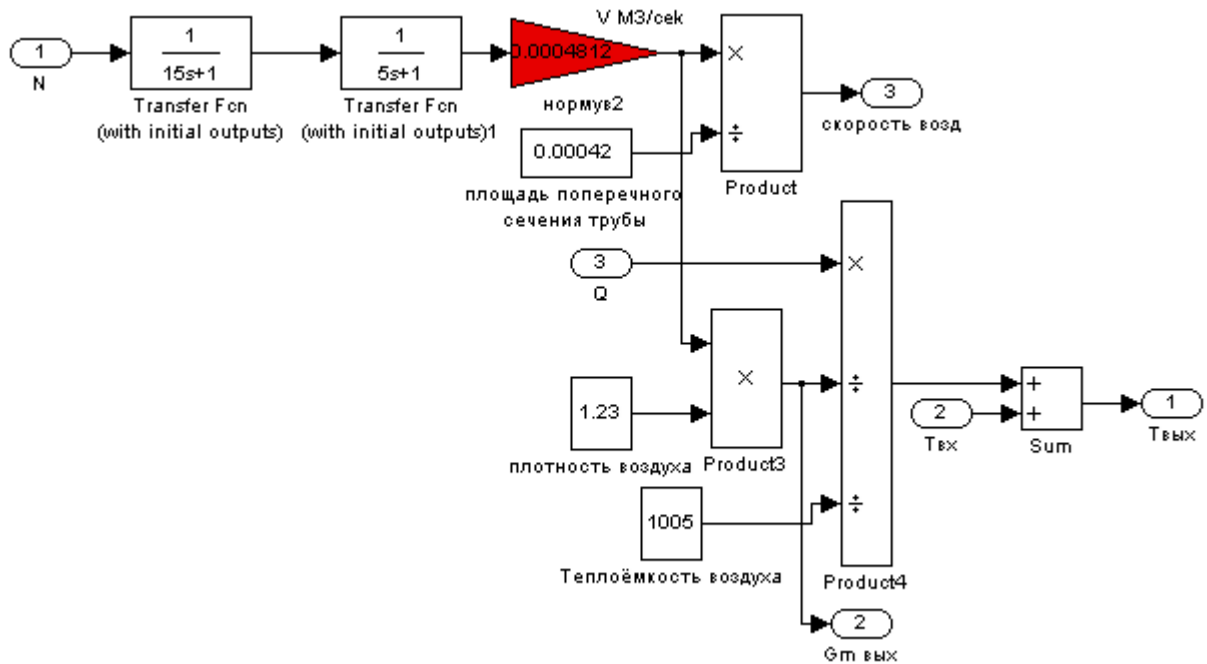 V М3/сек
1
N
1
15s+1
Transfer Fcn
(with initial outputs)
1
5s+1
Transfer Fcn
(with initial outputs)1
0.0004812
нормув2
×
÷
Product
3
скорость возд
0.00042
площадь поперечного
сечения трубы
3
Q
×
÷
÷
Product4
×
Product3
1.23
плотность воздуха
1005
Теплоёмкость воздуха
2
Твх
+
+
Sum
1
Твых
2
Gm вых